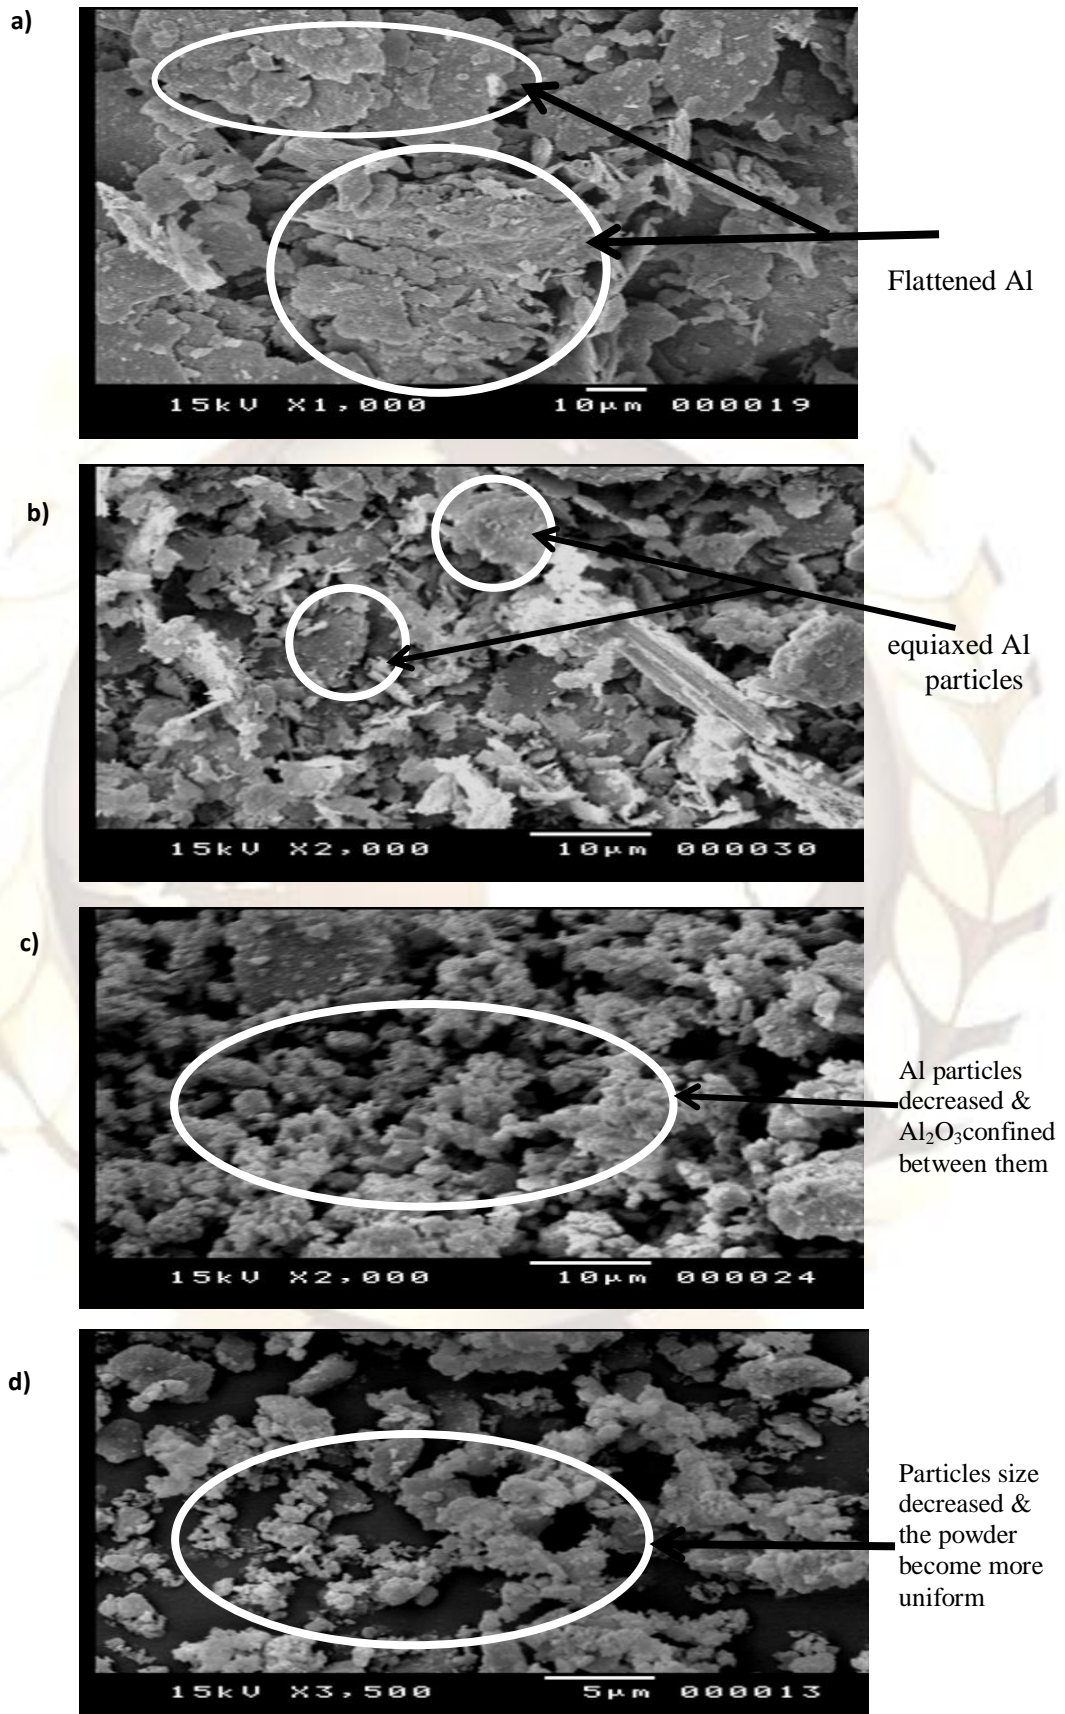 a)
Flattened Al
15kV X1,000 10µm 000019
b)
equiaxed Al
particles
15kV X2,000 10µm 000030
c)
Al particles
decreased &
Al₂O₃confined
between them
15kV X2,000 10µm 000024
d)
Particles size
decreased &
the powder
become more
uniform
15kV X3,500 5µm 000013